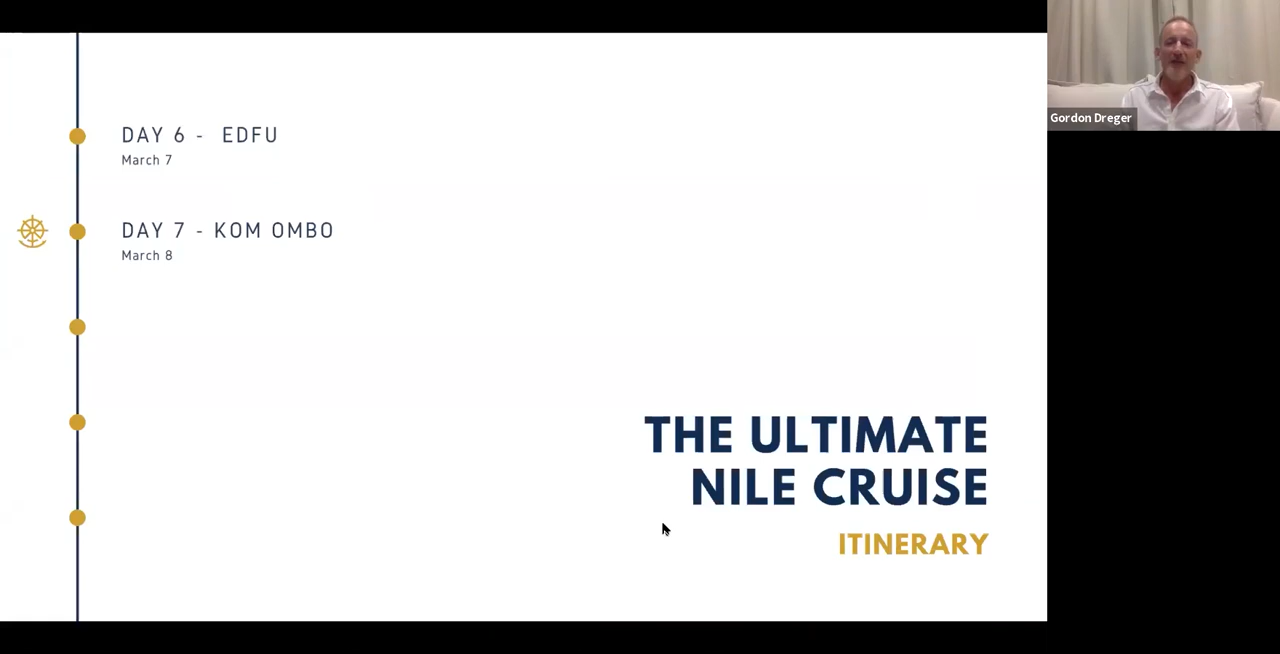 DAY 6 - EDFU
March 7
DAY 7 - KOM OMBO
March 8
THE ULTIMATE
NILE CRUISE
ITINERARY
Gordon Dreger